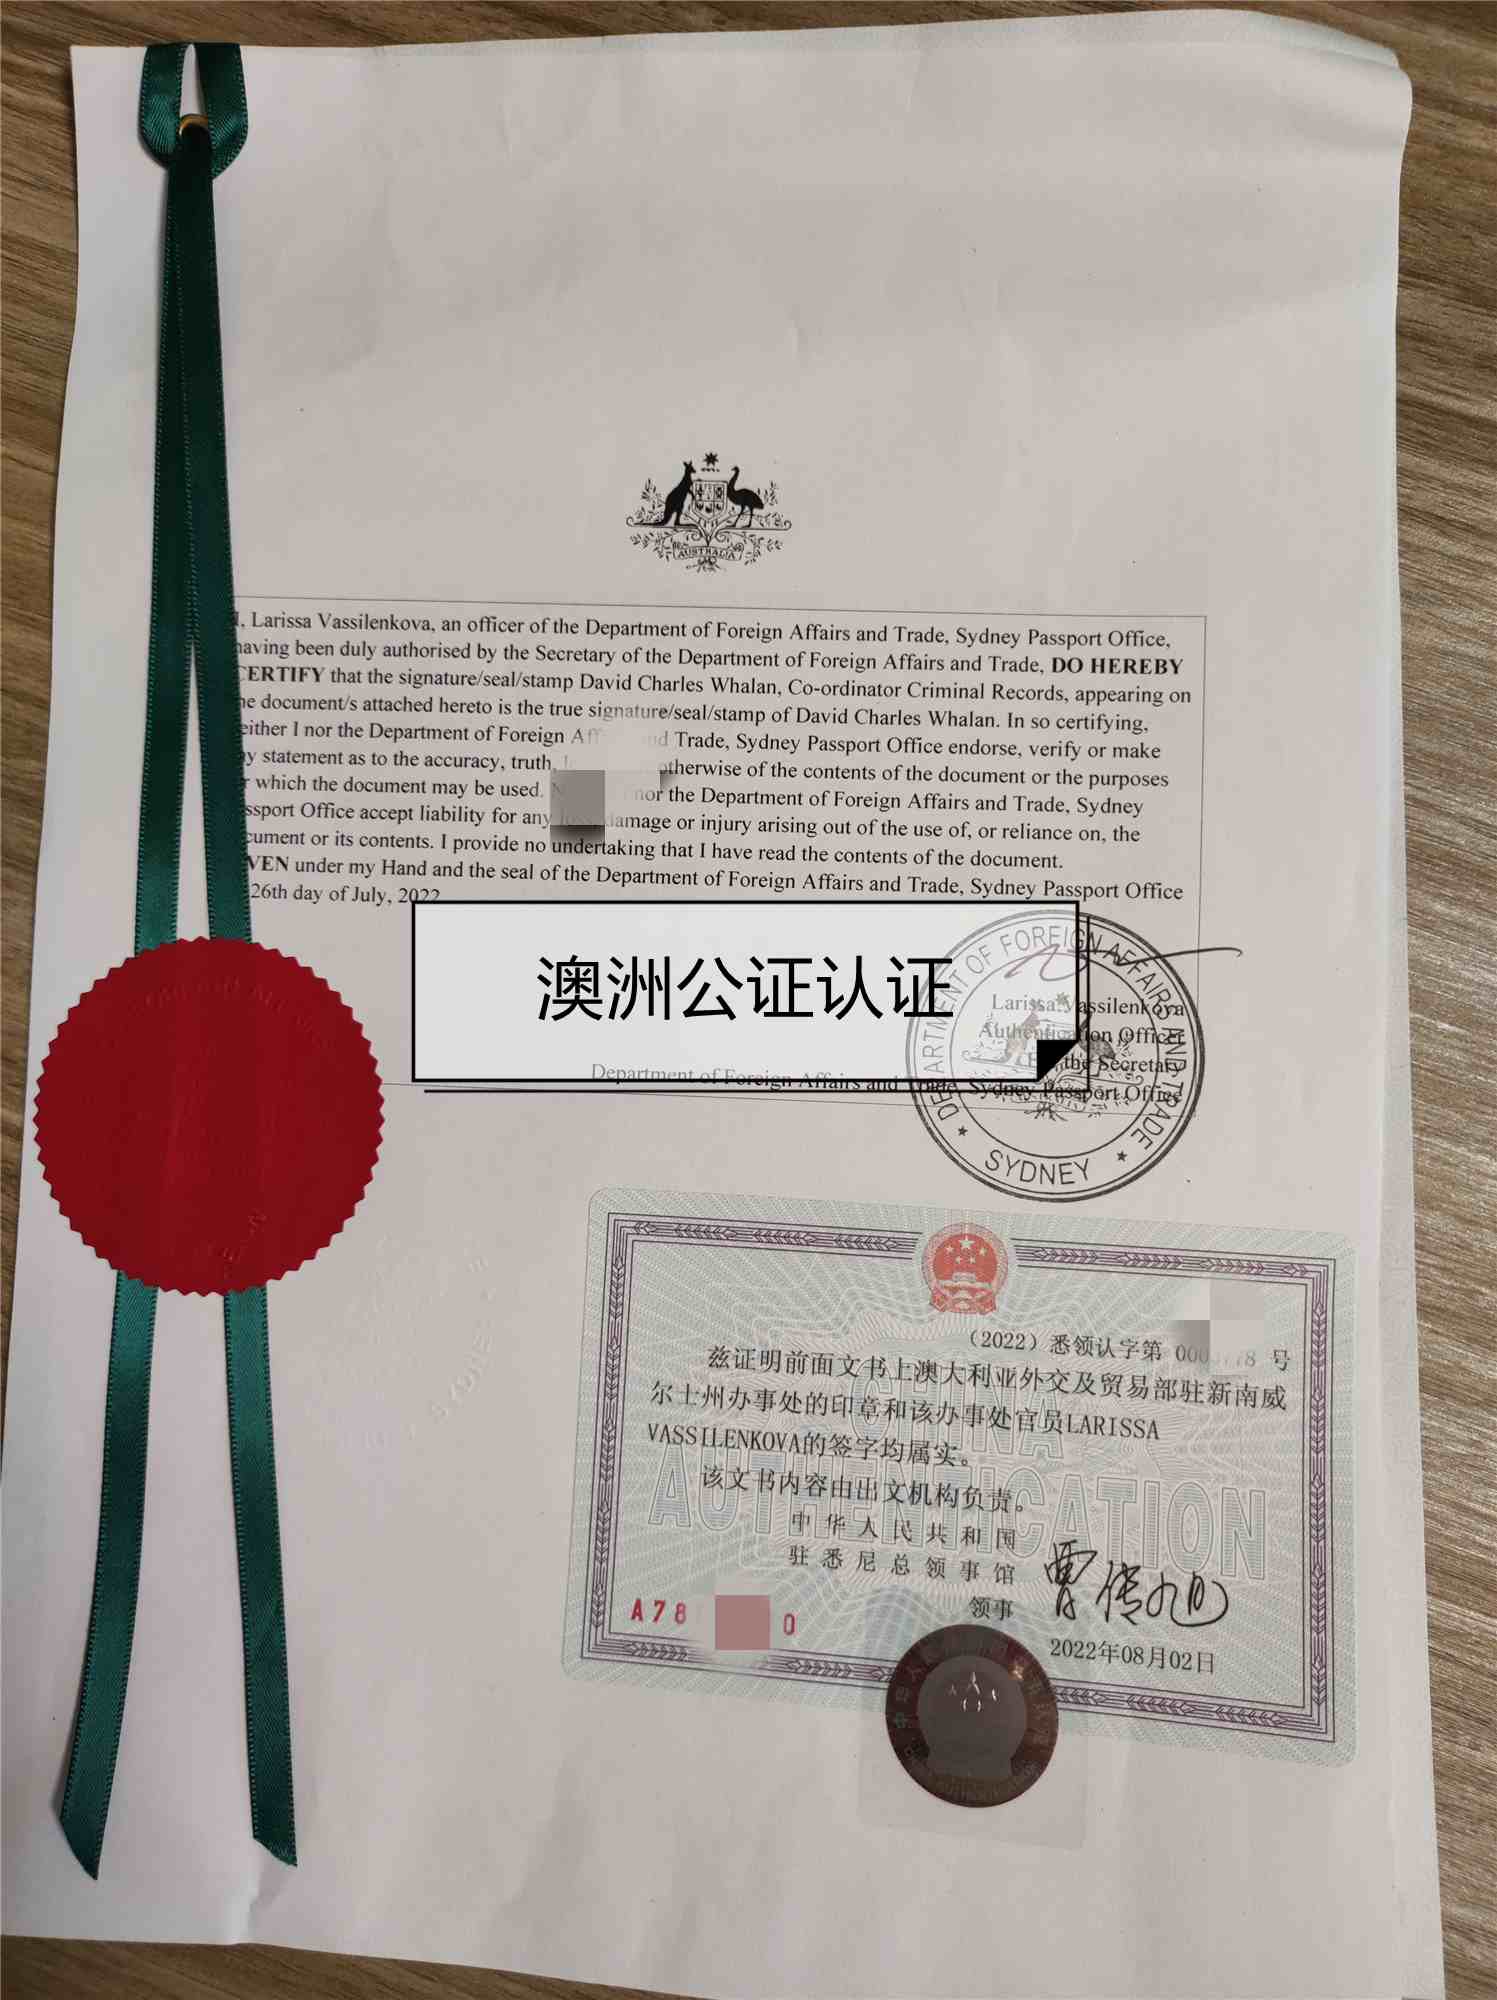 AUSTRALIA
I, Larissa Vassilenkova, an officer of the Department of Foreign Affairs and Trade, Sydney Passport Office,
having been duly authorised by the Secretary of the Department of Foreign Affairs and Trade, DO HEREBY
CERTIFY that the signature/seal/stamp David Charles Whalan, Co-ordinator Criminal Records, appearing on
he document/s attached hereto is the true signature/seal/stamp of David Charles Whalan. In so certifying,
either I nor the Department of Foreign Aff nd Trade, Sydney Passport Office endorse, verify or make
y statement as to the accuracy, truth, otherwise of the contents of the document or the purposes
r which the document may be used. nor the Department of Foreign Affairs and Trade, Sydney
ssport Office accept liability for any loss, damage or injury arising out of the use of, or reliance on, the
cument or its contents. I provide no undertaking that I have read the contents of the document.
VEN under my Hand and the seal of the Department of Foreign Affairs and Trade, Sydney Passport Office
26th day of July, 2022
澳洲公证认证
DEPARTMENT OF FOREIGN AFFAIRS AND TRADE
SYDNEY
Larissa Vassilenkova
Authentication Officer
the Secretary
Department of Foreign Affairs and Trade, Sydney Passport Office
（2022）悉领认字第 号
兹证明前面文书上澳大利亚外交及贸易部驻新南威
尔士州办事处的印章和该办事处官员LARISSA
VASSILENKOVA的签字均属实。
该文书内容由出文机构负责。
CHINA
AUTHENTICATION
中华人民共和国
驻悉尼总领事馆
领事
曹传旭
A78 0
2022年08月02日